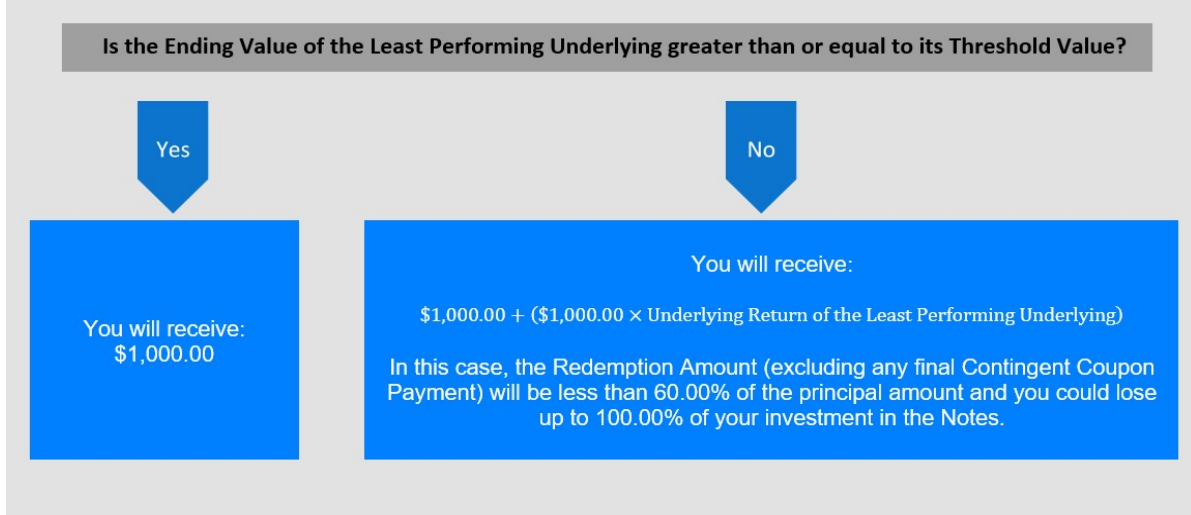 Is the Ending Value of the Least Performing Underlying greater than or equal to its Threshold Value?
Yes
No
You will receive:
$1,000.00
You will receive:
$1,000.00 + ($1,000.00 × Underlying Return of the Least Performing Underlying)
In this case, the Redemption Amount (excluding any final Contingent Coupon
Payment) will be less than 60.00% of the principal amount and you could lose
up to 100.00% of your investment in the Notes.